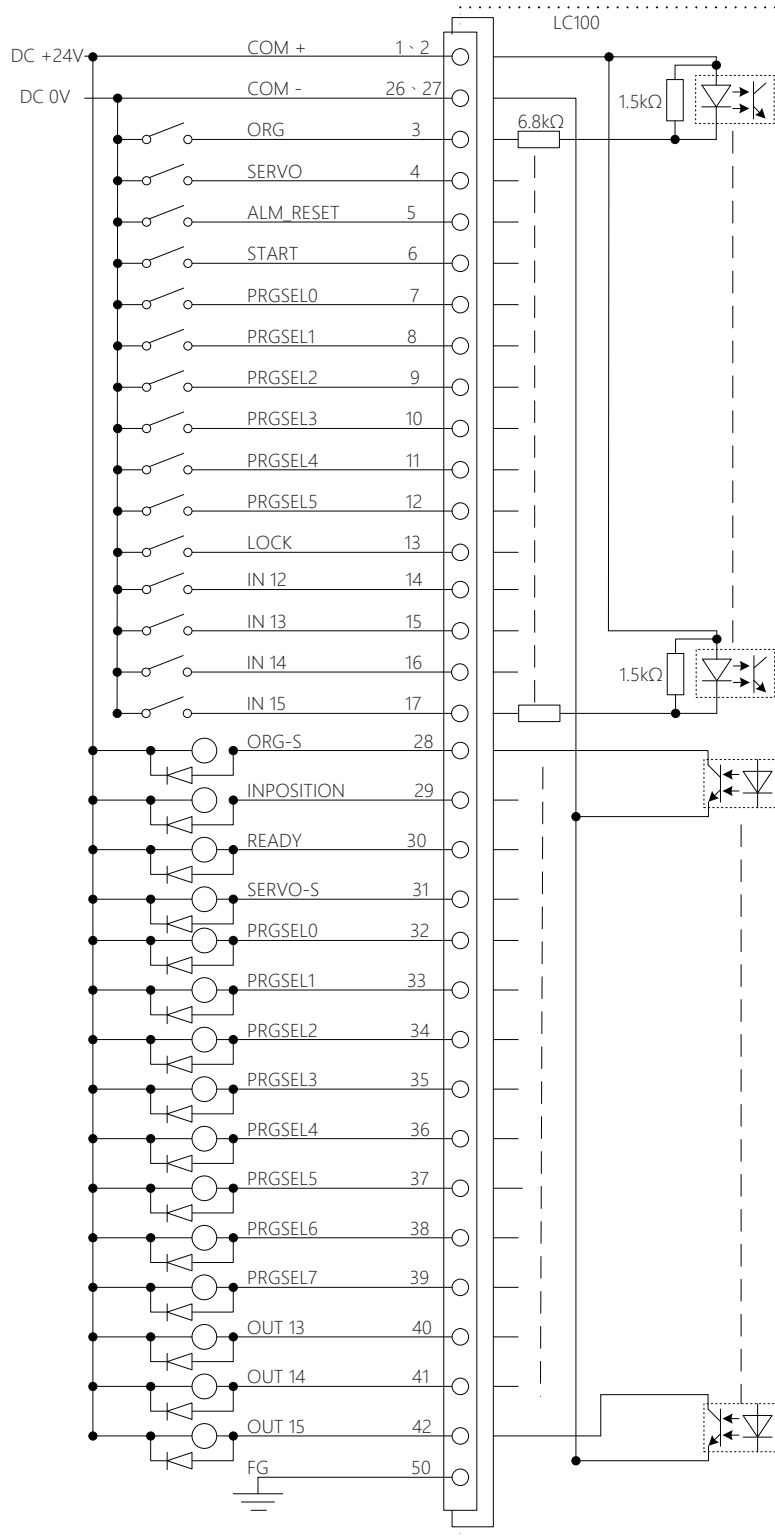 LC100
DC +24V COM + 1、2
DC 0V COM - 26、27
1.5kΩ
6.8kΩ
ORG 3
SERVO 4
ALM_RESET 5
START 6
PRGSEL0 7
PRGSEL1 8
PRGSEL2 9
PRGSEL3 10
PRGSEL4 11
PRGSEL5 12
LOCK 13
IN 12 14
IN 13 15
IN 14 16
1.5kΩ
IN 15 17
ORG-S 28
INPOSITION 29
READY 30
SERVO-S 31
PRGSEL0 32
PRGSEL1 33
PRGSEL2 34
PRGSEL3 35
PRGSEL4 36
PRGSEL5 37
PRGSEL6 38
PRGSEL7 39
OUT 13 40
OUT 14 41
OUT 15 42
FG 50